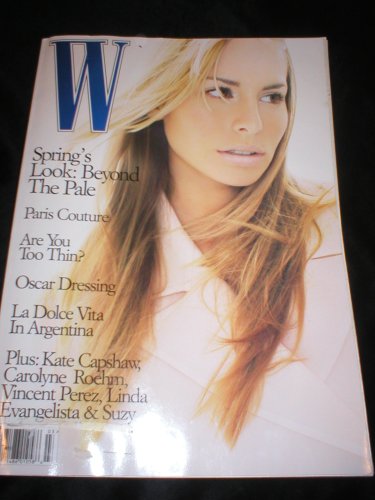 W
Spring's
Look: Beyond
The Pale
Paris Couture
Are You
Too Thin?
Oscar Dressing
La Dolce Vita
In Argentina
Plus: Kate Capshaw,
Carolyne Roehm,
Vincent Perez, Linda
Evangelista & Suzy